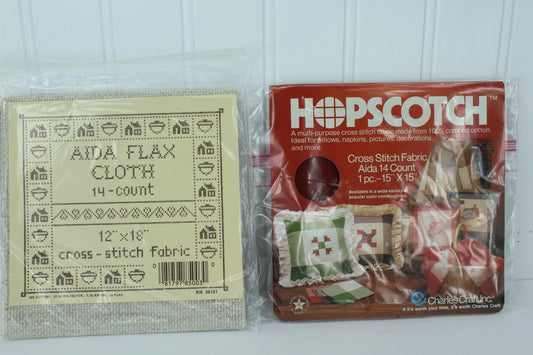 AIDA FLAX
CLOTH
14-count
12"x18"
cross-stitch fabric
HOPSCOTCH™
A multi-purpose cross stitch fabric made from 100% combed cotton.
Ideal for pillows, napkins, pictures, decorations,
and more.
Cross Stitch Fabric
Aida 14 Count
1 pc.-15" X 15"
Available in a wide variety of
popular color combinations.
Charles Craft, Inc.
If it's worth your time, it's worth Charles Craft.